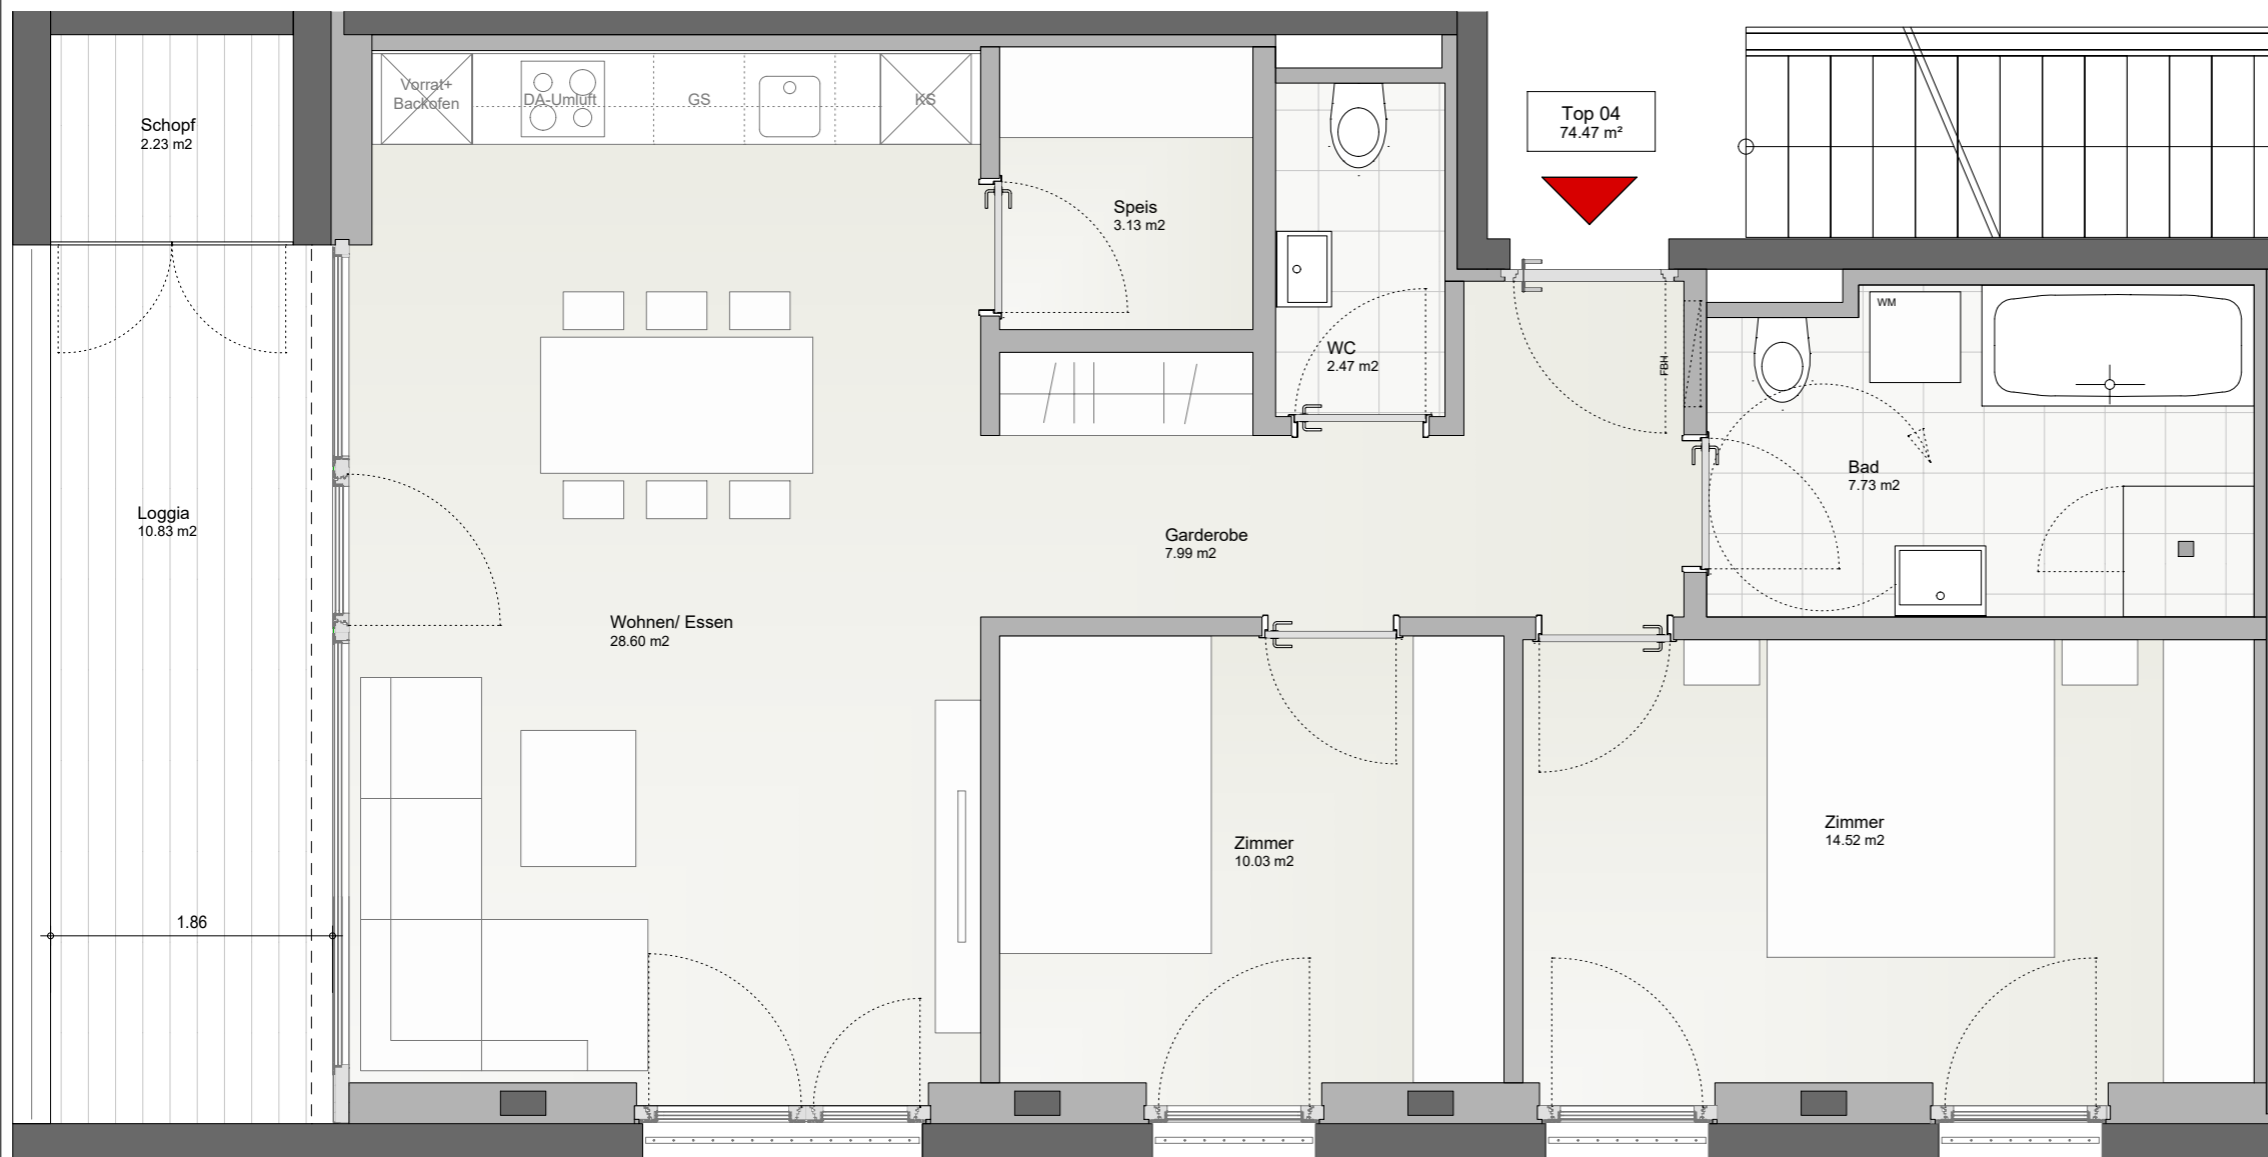 Vorrat+
Backofen
DA-Umluft
GS
KS
Top 04
74.47 m²
Schopf
2.23 m2
Speis
3.13 m2
WM
WC
2.47 m2
FBH
Bad
7.73 m2
Loggia
10.83 m2
Garderobe
7.99 m2
Wohnen/ Essen
28.60 m2
Zimmer
10.03 m2
Zimmer
14.52 m2
1.86